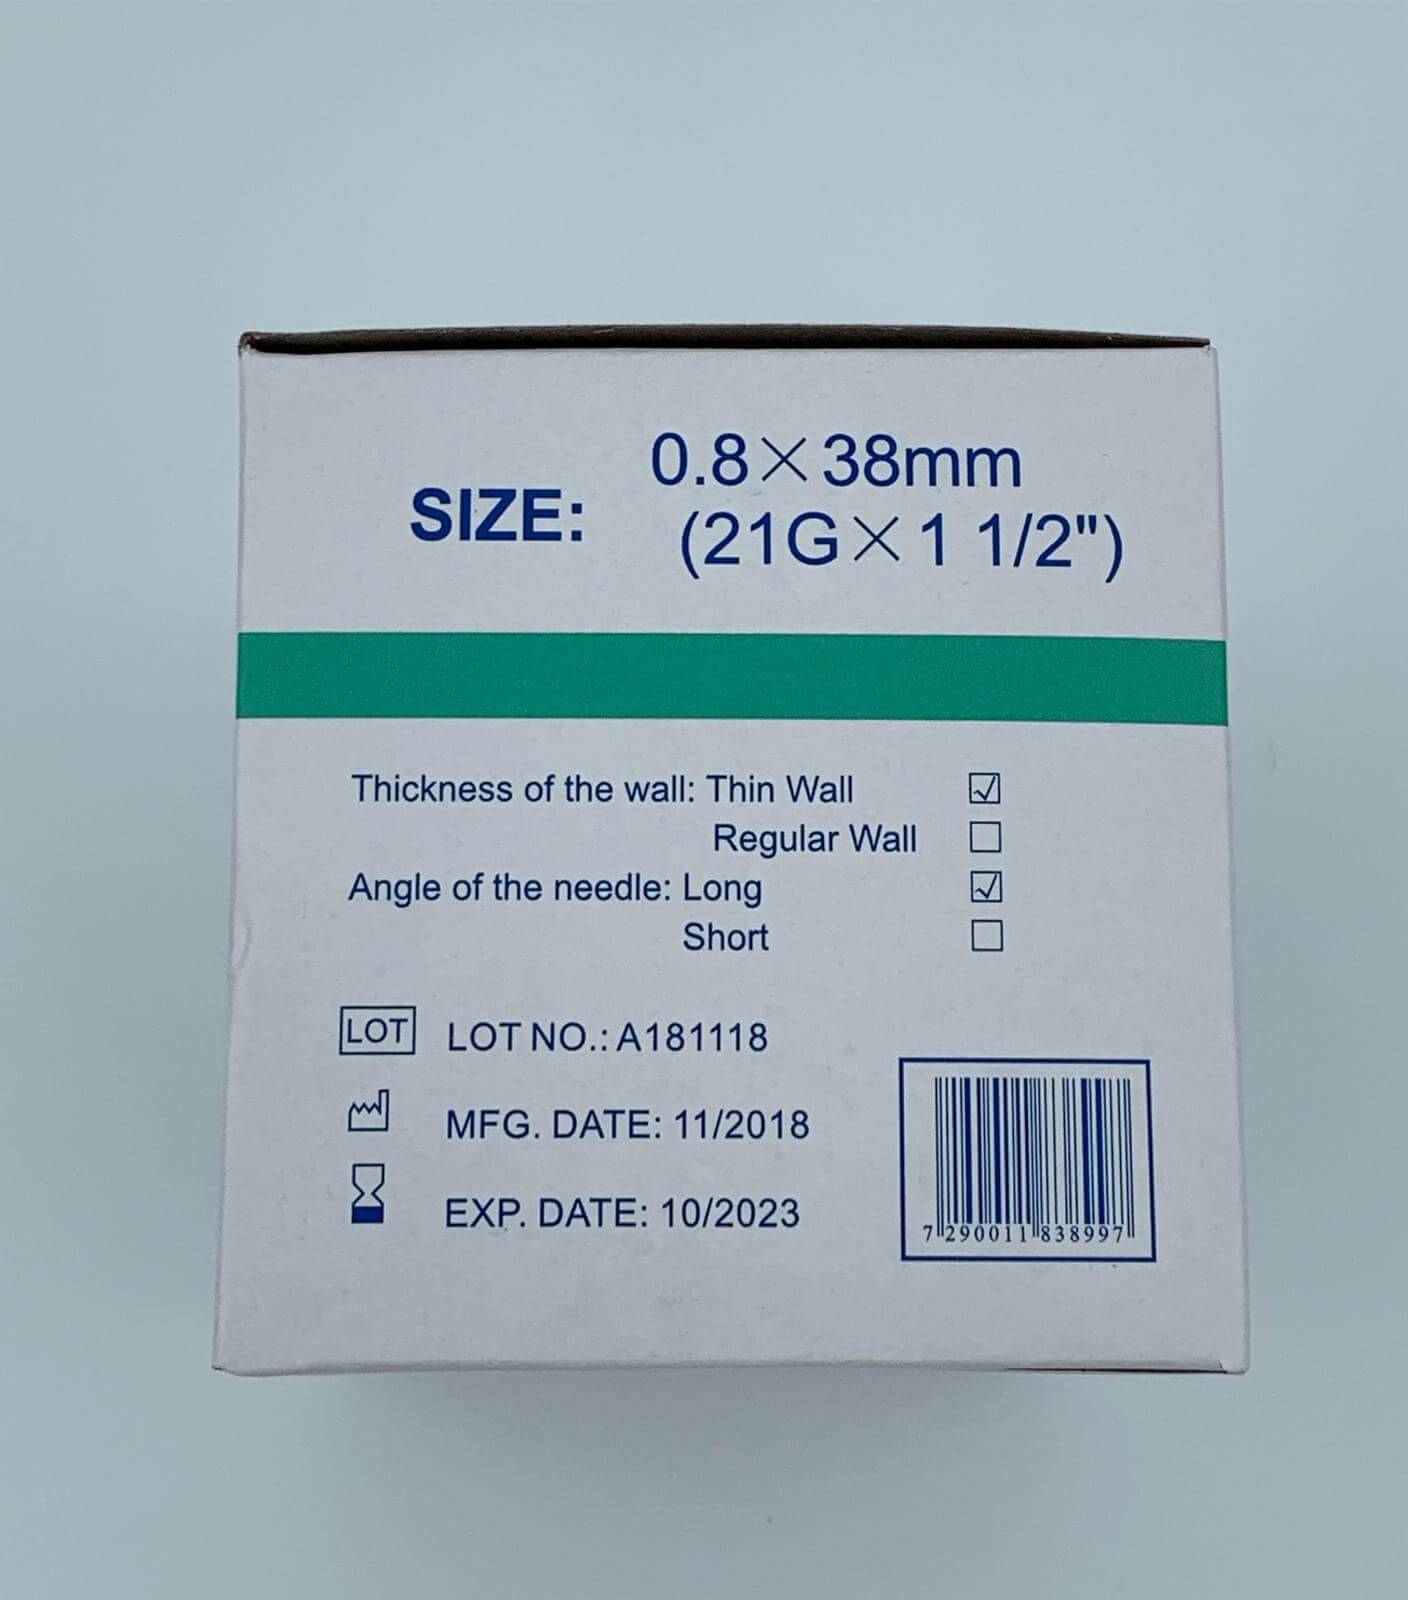 SIZE: 0.8×38mm
(21G×1 1/2")
Thickness of the wall: Thin Wall ☑
Regular Wall ☐
Angle of the needle: Long ☑
Short ☐
LOT LOT NO.: A181118
MFG. DATE: 11/2018
EXP. DATE: 10/2023
7 290011 838997